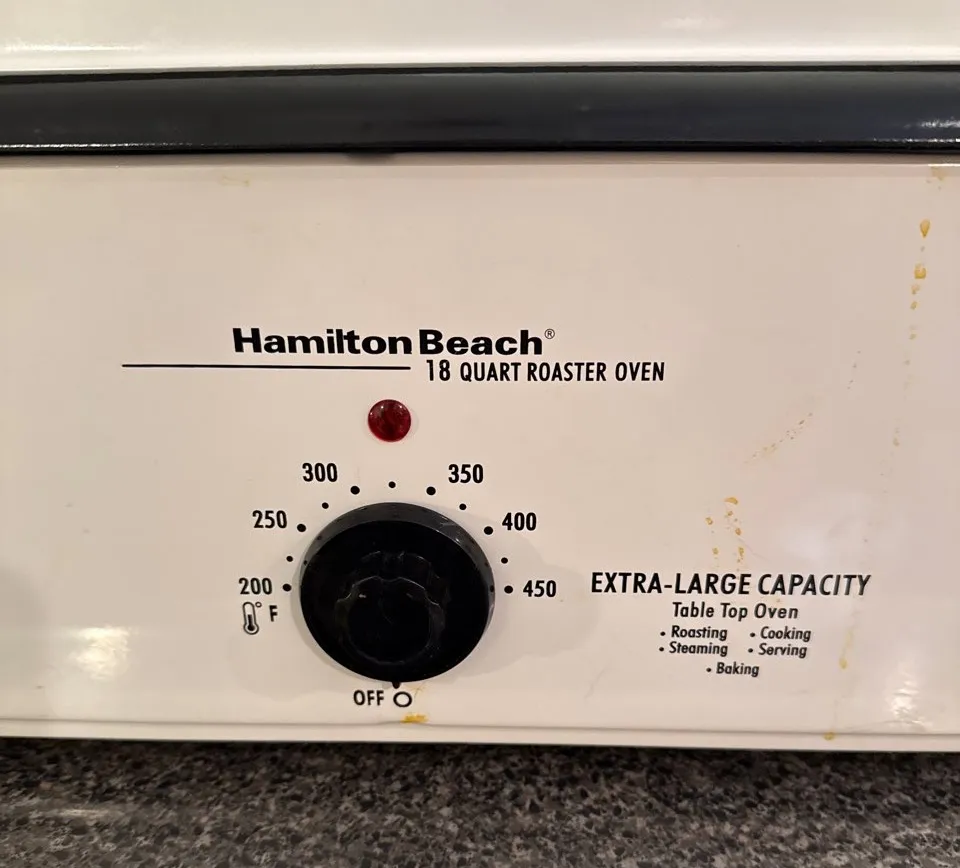 Hamilton Beach®
18 QUART ROASTER OVEN
300 350
250 400
200 450
° F
OFF O
EXTRA-LARGE CAPACITY
Table Top Oven
• Roasting • Cooking
• Steaming • Serving
• Baking